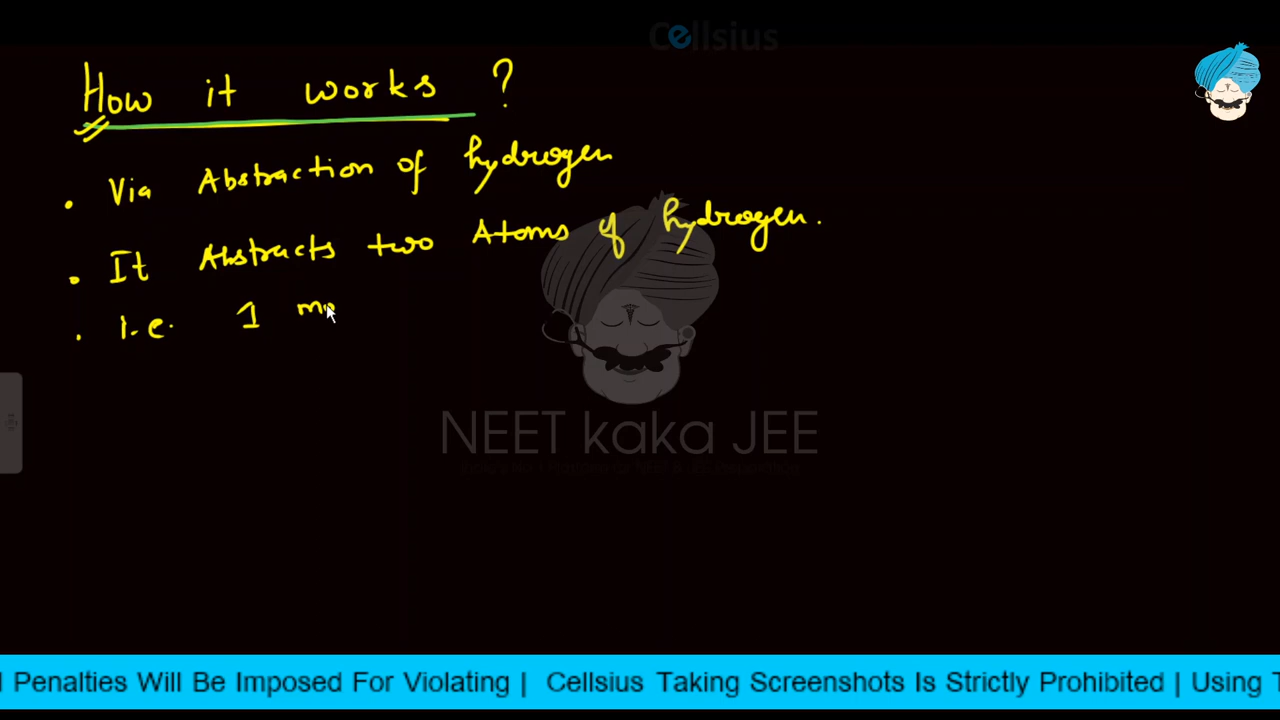 Cellsius
How it works ?
. Via Abstraction of hydrogen
. It Abstracts two Atoms of hydrogen.
. i.e. 1 mo
NEET kaka JEE
Penalties Will Be Imposed For Violating | Cellsius Taking Screenshots Is Strictly Prohibited | Using